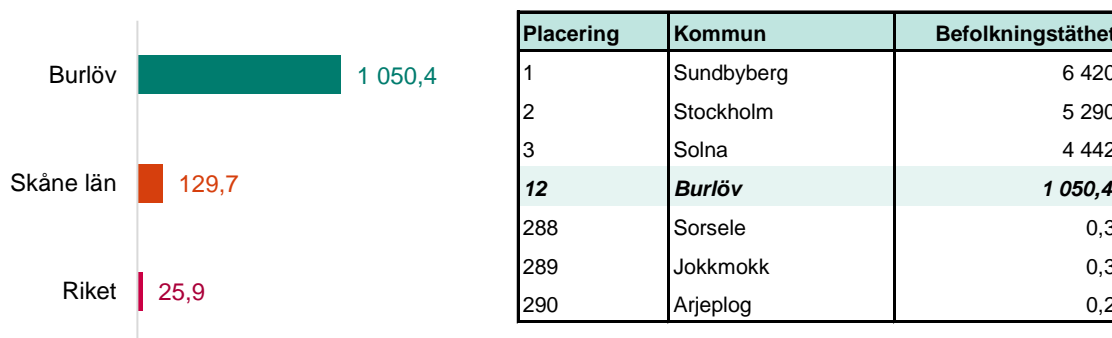 Burlöv 1 050,4
Skåne län 129,7
Riket 25,9
Placering Kommun Befolkningstäthet
1 Sundbyberg 6 420
2 Stockholm 5 290
3 Solna 4 442
12 Burlöv 1 050,4
288 Sorsele 0,3
289 Jokkmokk 0,3
290 Arjeplog 0,2